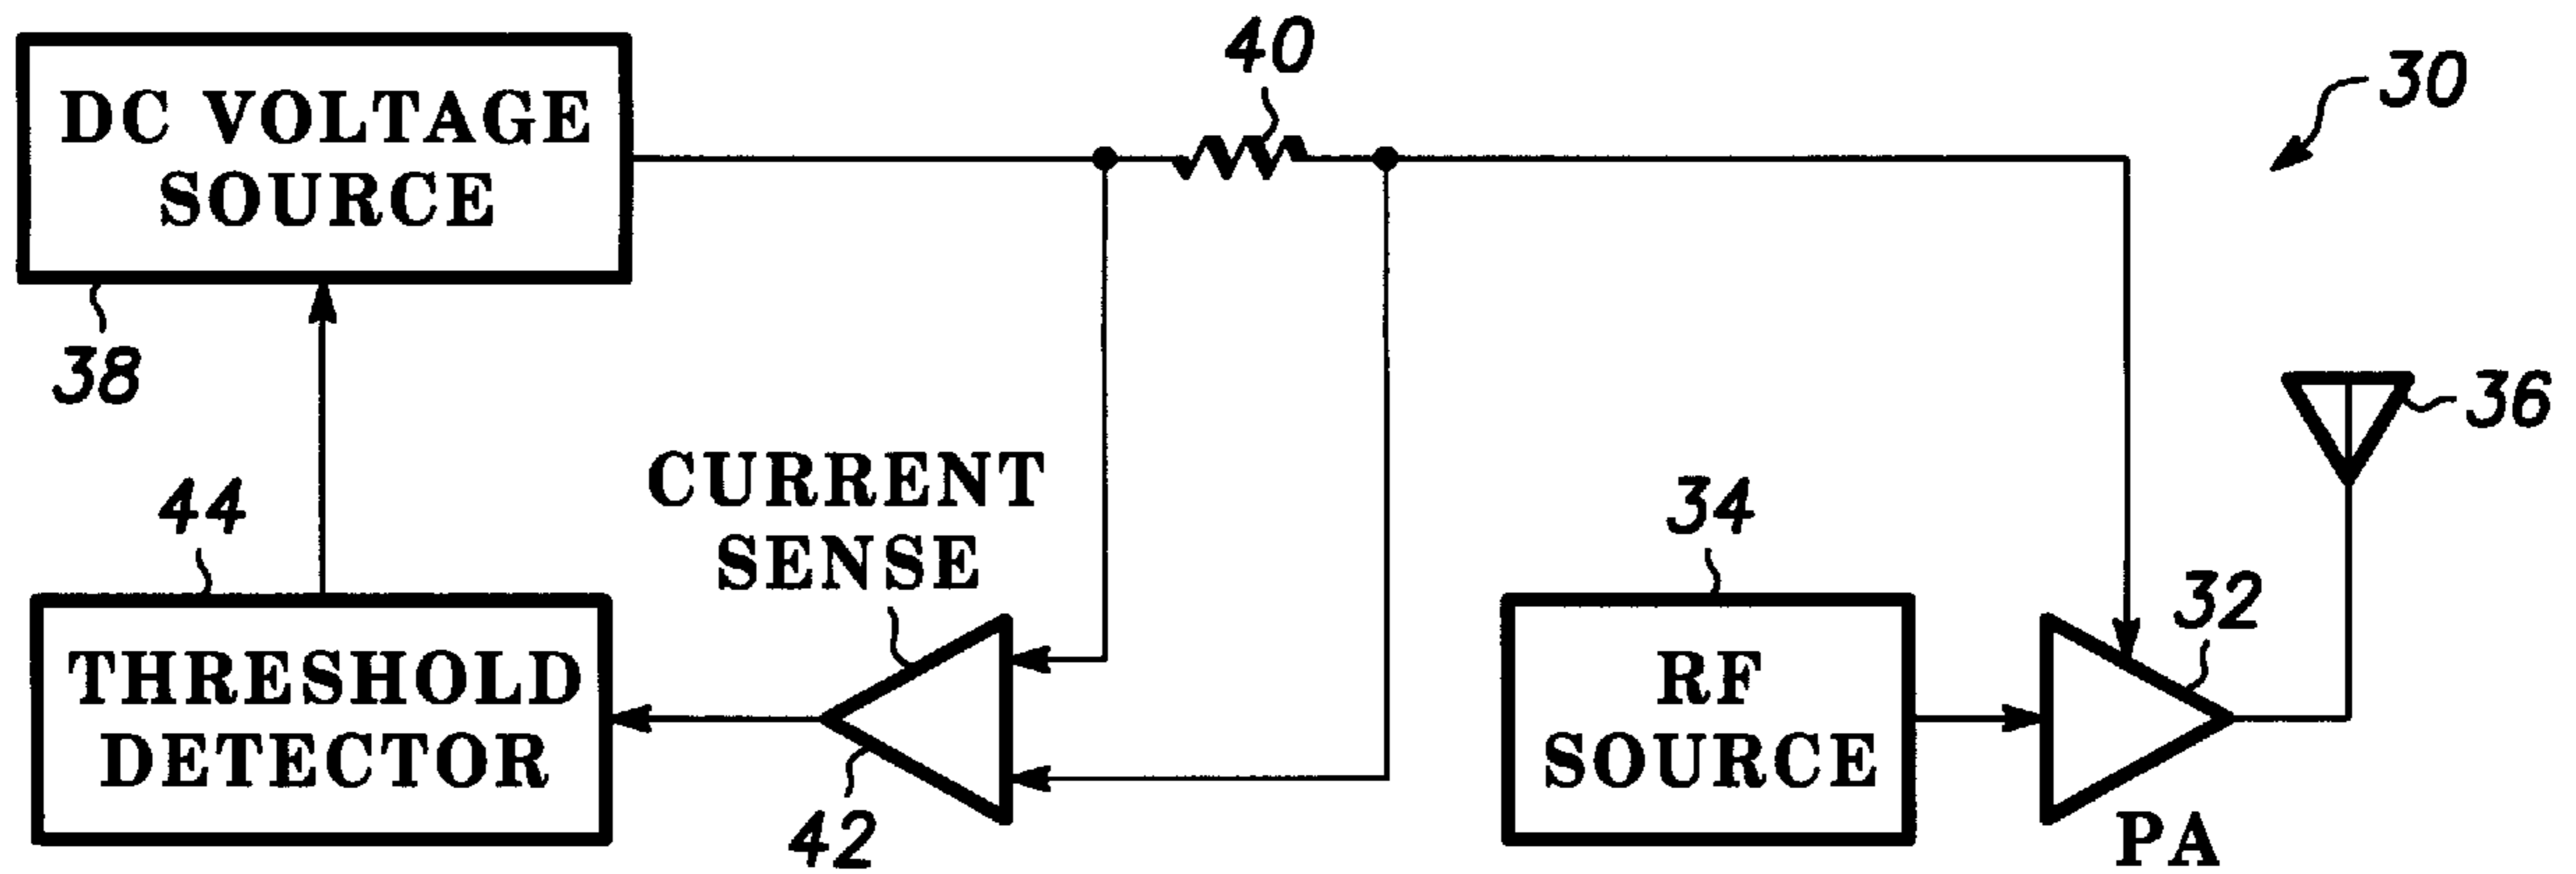 40
30
DC VOLTAGE
SOURCE
38
36
44
CURRENT
SENSE
34
32
THRESHOLD
DETECTOR
RF
SOURCE
42
PA